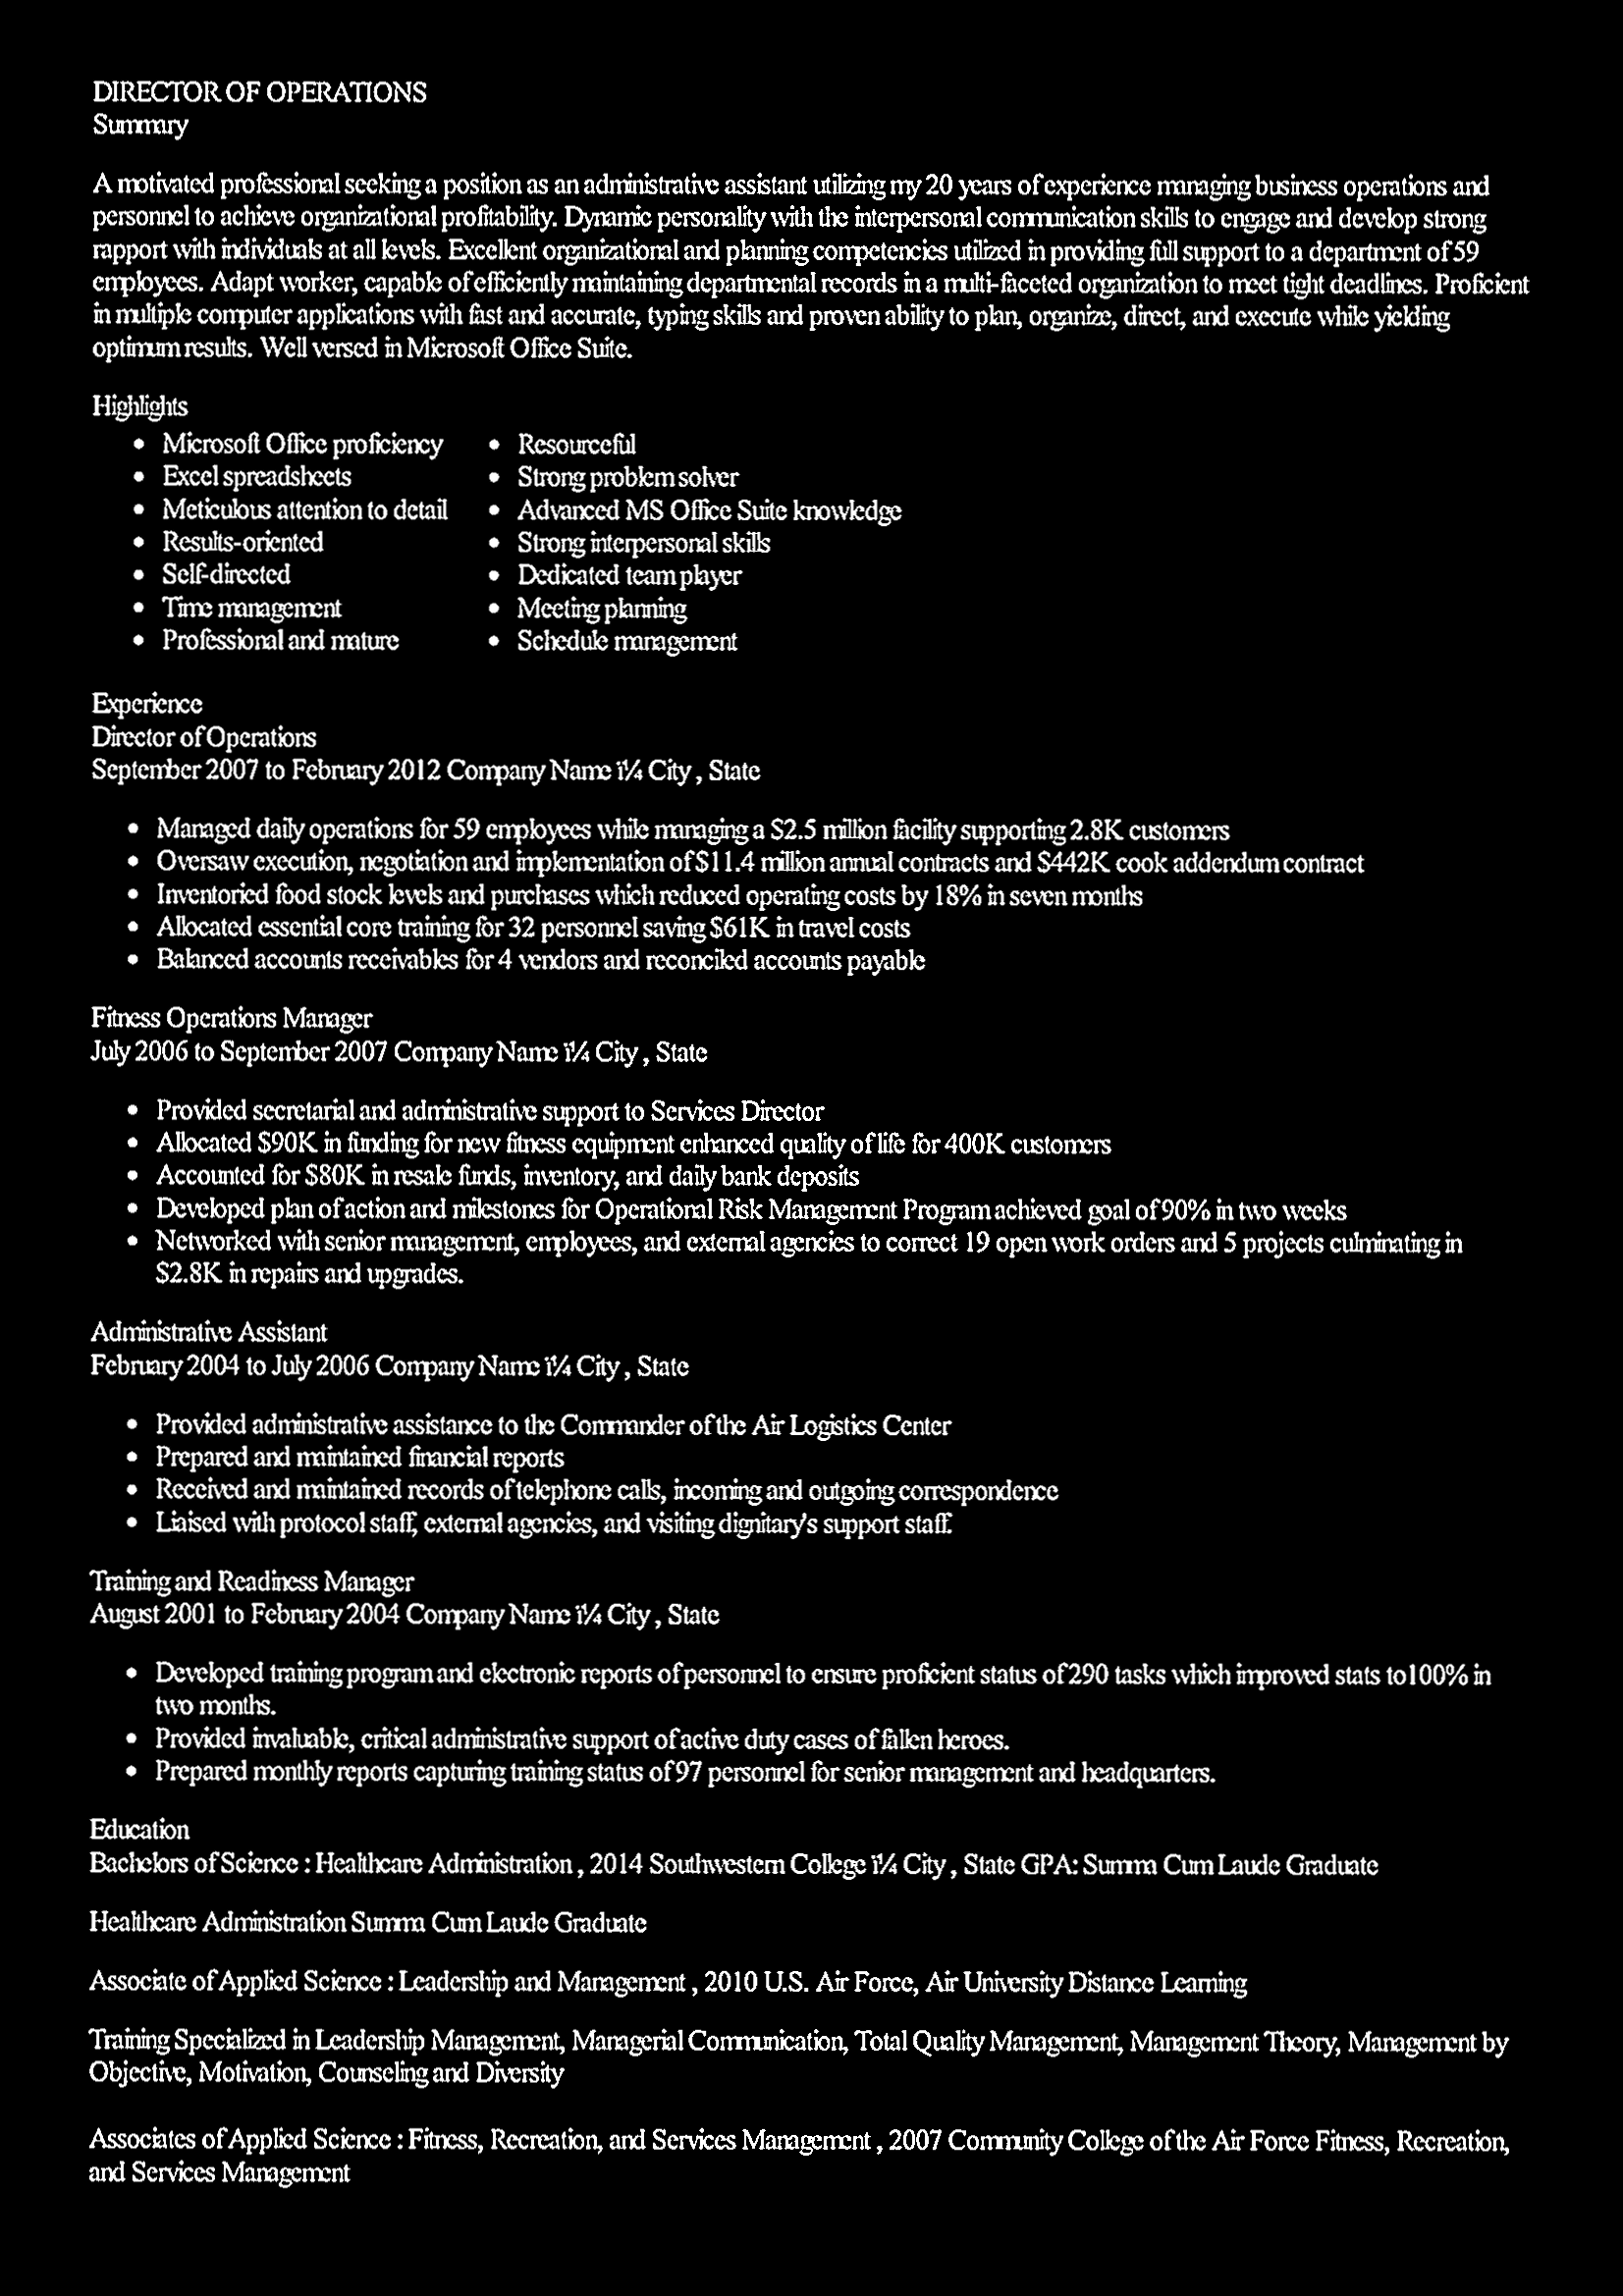 DIRECTOR OF OPERATIONS
Summary
A motivated professional seeking a position as an administrative assistant utilizing my 20 years of experience managing business operations and
personnel to achieve organizational profitability. Dynamic personality with the interpersonal communication skills to engage and develop strong
rapport with individuals at all levels. Excellent organizational and planning competencies utilized in providing full support to a department of 59
employees. Adapt worker, capable of efficiently maintaining departmental records in a multi-faceted organization to meet tight deadlines. Proficient
in multiple computer applications with fast and accurate, typing skills and proven ability to plan, organize, direct, and execute while yielding
optimum results. Well versed in Microsoft Office Suite.
Highlights
• Microsoft Office proficiency
• Excel spreadsheets
• Meticulous attention to detail
• Results-oriented
• Self-directed
• Time management
• Professional and mature
• Resourceful
• Strong problem solver
• Advanced MS Office Suite knowledge
• Strong interpersonal skills
• Dedicated team player
• Meeting planning
• Schedule management
Experience
Director of Operations
September 2007 to February 2012 Company Name ï¼ City , State
• Managed daily operations for 59 employees while managing a $2.5 million facility supporting 2.8K customers
• Oversaw execution, negotiation and implementation of $11.4 million annual contracts and $442K cook addendum contract
• Inventoried food stock levels and purchases which reduced operating costs by 18% in seven months
• Allocated essential core training for 32 personnel saving $61K in travel costs
• Balanced accounts receivables for 4 vendors and reconciled accounts payable
Fitness Operations Manager
July 2006 to September 2007 Company Name ï¼ City , State
• Provided secretarial and administrative support to Services Director
• Allocated $90K in funding for new fitness equipment enhanced quality of life for 400K customers
• Accounted for $80K in resale funds, inventory, and daily bank deposits
• Developed plan of action and milestones for Operational Risk Management Program achieved goal of 90% in two weeks
• Networked with senior management, employees, and external agencies to correct 19 open work orders and 5 projects culminating in
$2.8K in repairs and upgrades.
Administrative Assistant
February 2004 to July 2006 Company Name ï¼ City , State
• Provided administrative assistance to the Commander of the Air Logistics Center
• Prepared and maintained financial reports
• Received and maintained records of telephone calls, incoming and outgoing correspondence
• Liaised with protocol staff, external agencies, and visiting dignitary's support staff.
Training and Readiness Manager
August 2001 to February 2004 Company Name ï¼ City , State
• Developed training program and electronic reports of personnel to ensure proficient status of 290 tasks which improved stats to100% in
two months.
• Provided invaluable, critical administrative support of active duty cases of fallen heroes.
• Prepared monthly reports capturing training status of 97 personnel for senior management and headquarters.
Education
Bachelors of Science : Healthcare Administration , 2014 Southwestern College ï¼ City , State GPA: Summa Cum Laude Graduate
Healthcare Administration Summa Cum Laude Graduate
Associate of Applied Science : Leadership and Management , 2010 U.S. Air Force, Air University Distance Learning
Training Specialized in Leadership Management, Managerial Communication, Total Quality Management, Management Theory, Management by
Objective, Motivation, Counseling and Diversity
Associates of Applied Science : Fitness, Recreation, and Services Management , 2007 Community College of the Air Force Fitness, Recreation,
and Services Management